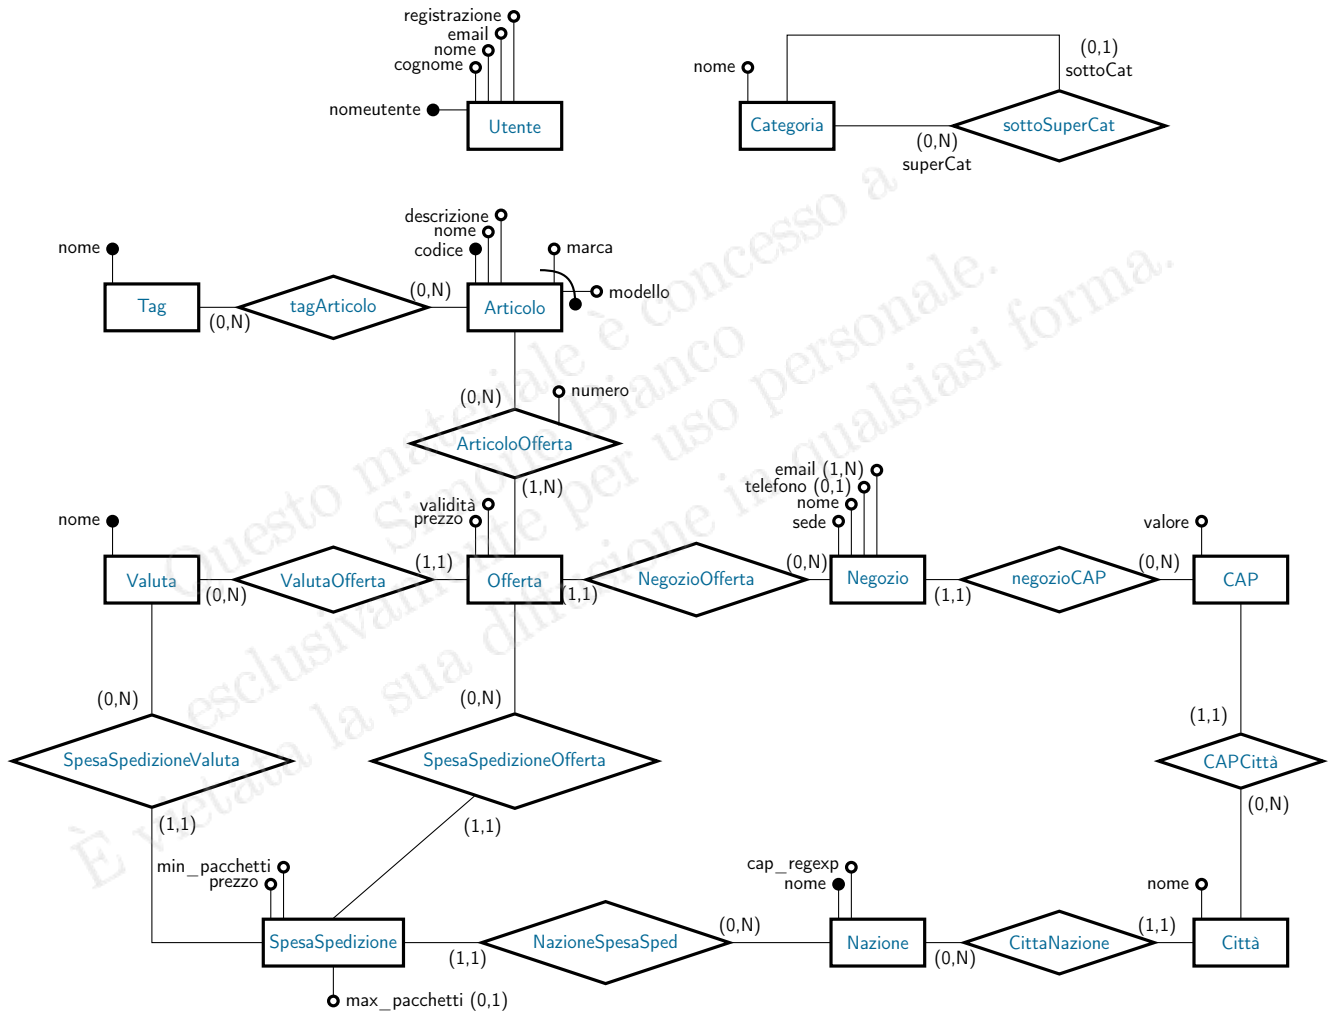 registrazione
email
nome
cognome
nomeutente
Utente
nome
Categoria
(0,1)
sottoCat
sottoSuperCat
(0,N)
superCat
descrizione
nome
codice
marca
modello
nome
Tag
(0,N)
tagArticolo
(0,N)
Articolo
(0,N)
numero
ArticoloOfferta
(1,N)
validità
prezzo
nome
Valuta
(0,N)
ValutaOfferta
(1,1)
Offerta
(1,1)
NegozioOfferta
(0,N)
email (1,N)
telefono (0,1)
nome
sede
Negozio
(1,1)
negozioCAP
(0,N)
valore
CAP
(0,N)
SpesaSpedizioneValuta
(1,1)
(0,N)
SpesaSpedizioneOfferta
(1,1)
(1,1)
CAPCittà
(0,N)
min_pacchetti
prezzo
SpesaSpedizione
max_pacchetti (0,1)
(1,1)
NazioneSpesaSped
(0,N)
cap_regexp
nome
Nazione
(0,N)
CittaNazione
(1,1)
nome
Città
Questo materiale è concesso a
Simone Bianco
esclusivamente per uso personale.
È vietata la sua diffusione in qualsiasi forma.